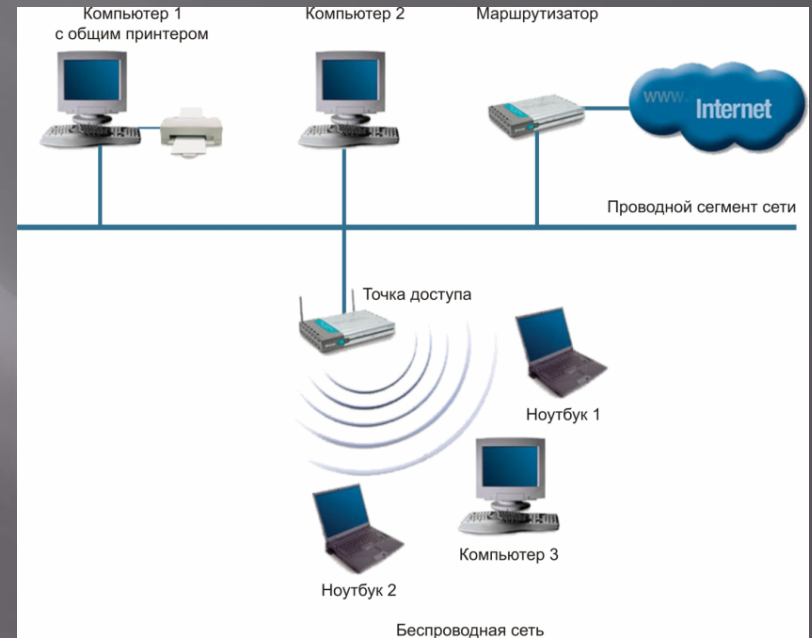 Компьютер 1
с общим принтером
Компьютер 2
Маршрутизатор
www.
Internet
Проводной сегмент сети
Точка доступа
Ноутбук 1
Компьютер 3
Ноутбук 2
Беспроводная сеть